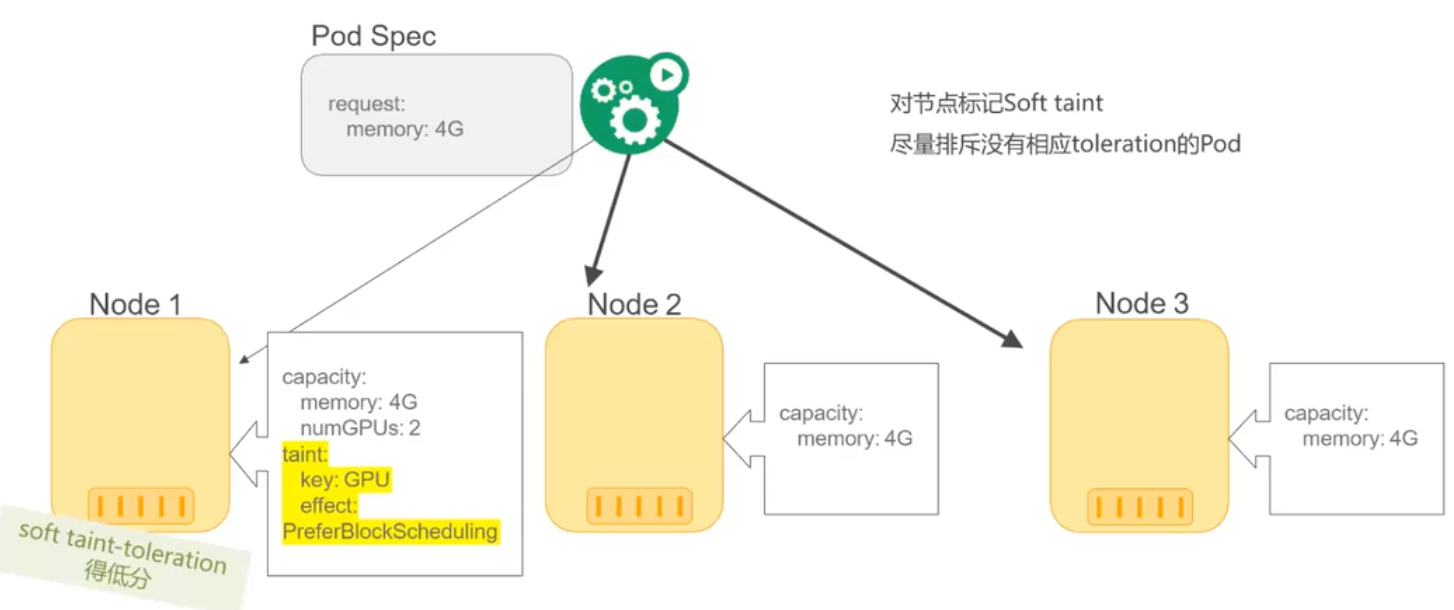 Pod Spec
request:
memory: 4G
对节点标记Soft taint
尽量排斥没有相应toleration的Pod
Node 1
capacity:
memory: 4G
numGPUs: 2
taint:
key: GPU
effect:
PreferBlockScheduling
soft taint-toleration
得低分
Node 2
capacity:
memory: 4G
Node 3
capacity:
memory: 4G